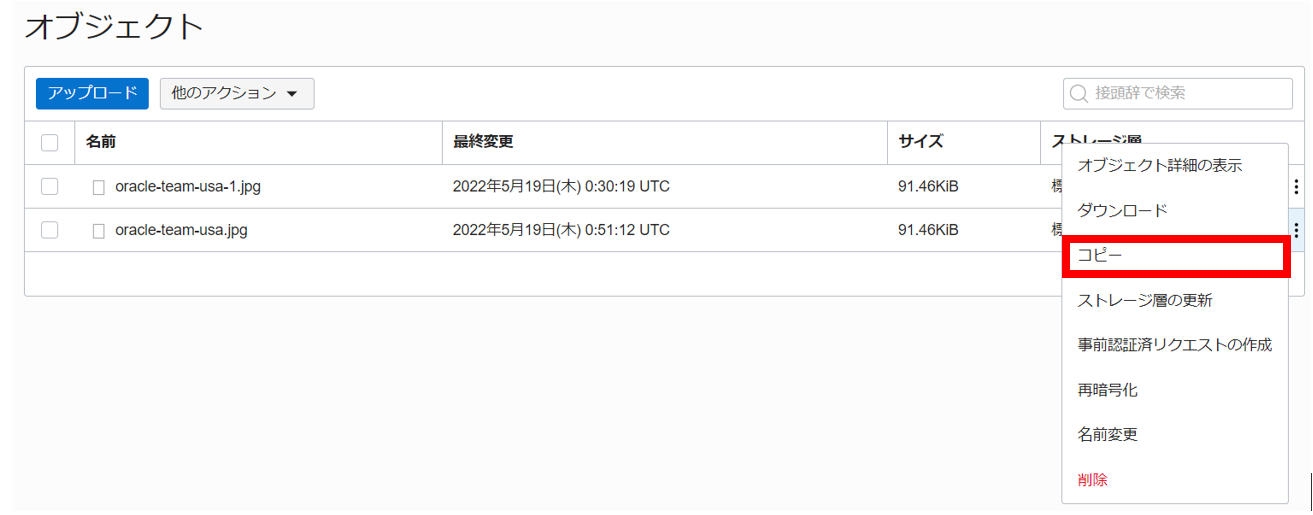 オブジェクト
アップロード 他のアクション 接頭辞で検索
名前 最終変更 サイズ ストレージ層
oracle-team-usa-1.jpg 2022年5月19日(木) 0:30:19 UTC 91.46KiB 標
oracle-team-usa.jpg 2022年5月19日(木) 0:51:12 UTC 91.46KiB 標
オブジェクト詳細の表示
ダウンロード
コピー
ストレージ層の更新
事前認証済リクエストの作成
再暗号化
名前変更
削除